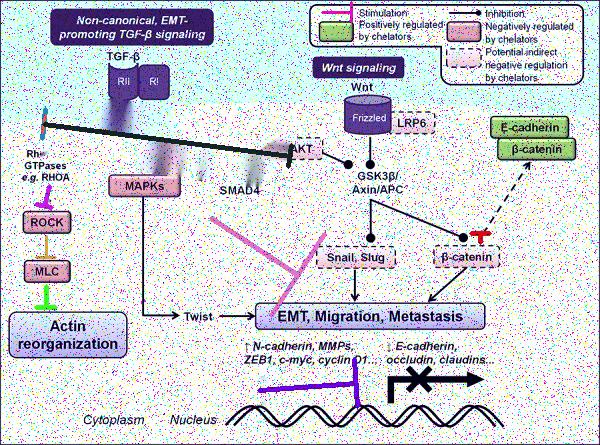 Non-canonical, EMT-
promoting TGF-β signaling
Stimulation
Positively regulated
by chelators
Inhibition
Negatively regulated
by chelators
Potential indirect
negative regulation
by chelators
TGF-β
RII
RI
Wnt signaling
Wnt
Frizzled
LRP6
E-cadherin
β-catenin
GTPases
e.g. RHOA
AKT
MAPKs
SMAD4
GSK3β/
Axin/APC
ROCK
MLC
Snail, Slug
β-catenin
Actin
reorganization
Twist
EMT, Migration, Metastasis
↑ N-cadherin, MMPs,
ZEB1, c-myc, cyclin D1...
↓ E-cadherin,
occludin, claudins...
Cytoplasm
Nucleus